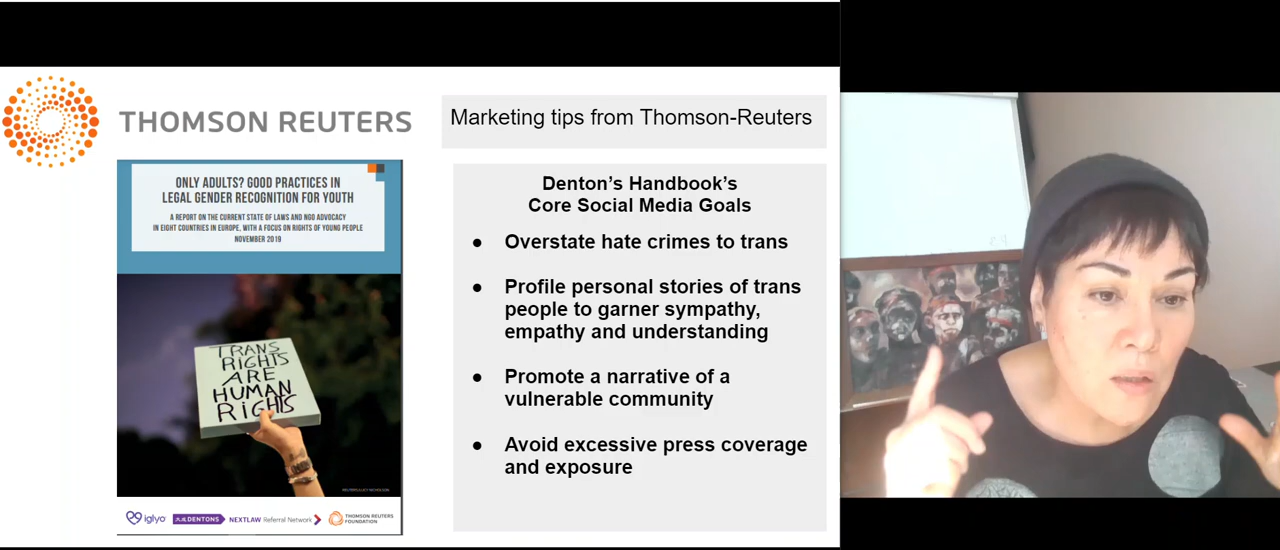 THOMSON REUTERS
Marketing tips from Thomson-Reuters
ONLY ADULTS? GOOD PRACTICES IN
LEGAL GENDER RECOGNITION FOR YOUTH
A REPORT ON THE CURRENT STATE OF LAWS AND NGO ADVOCACY
IN EIGHT COUNTRIES IN EUROPE, WITH A FOCUS ON RIGHTS OF YOUNG PEOPLE
NOVEMBER 2019
TRANS
RIGHTS
ARE
HUMAN
RIGHTS
iglyo
DENTONS
NEXTLAW Referral Network
THOMSON REUTERS
FOUNDATION
Denton's Handbook's
Core Social Media Goals
● Overstate hate crimes to trans
● Profile personal stories of trans
people to garner sympathy,
empathy and understanding
● Promote a narrative of a
vulnerable community
● Avoid excessive press coverage
and exposure